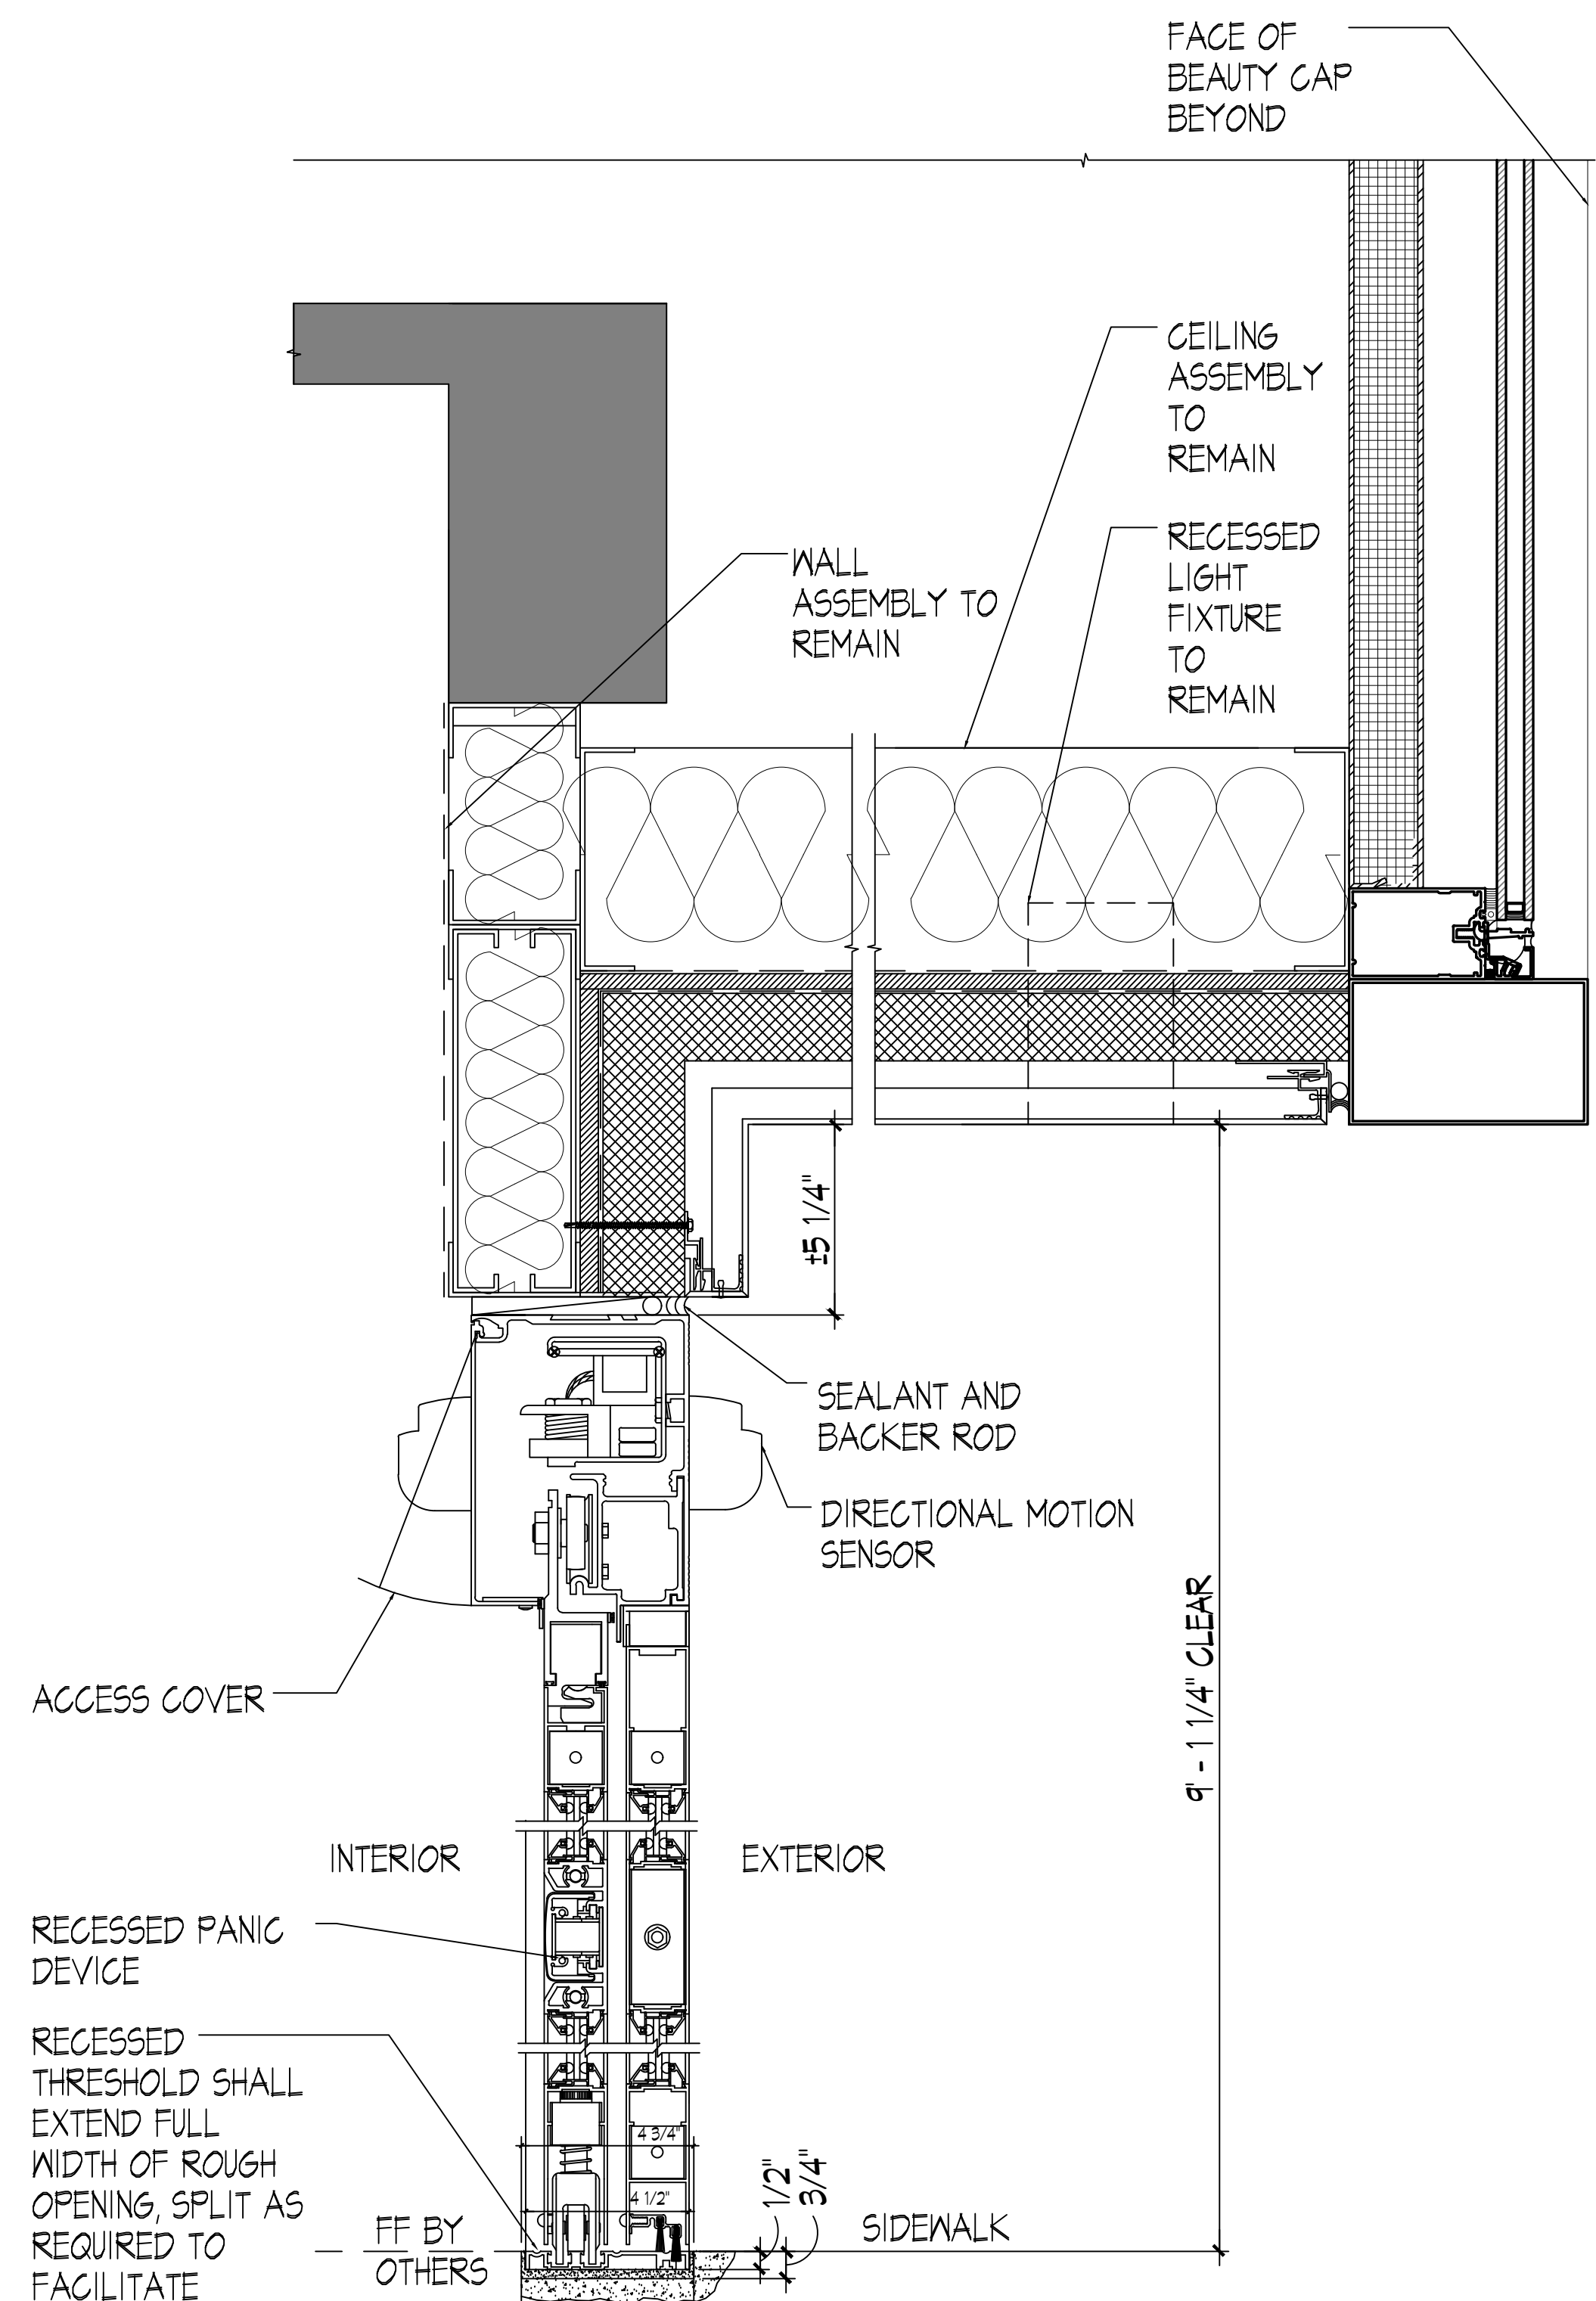 FACE OF
BEAUTY CAP
BEYOND
CEILING
ASSEMBLY
TO
REMAIN
RECESSED
LIGHT
FIXTURE
TO
REMAIN
WALL
ASSEMBLY TO
REMAIN
±5 1/4"
SEALANT AND
BACKER ROD
DIRECTIONAL MOTION
SENSOR
9' - 1 1/4" CLEAR
ACCESS COVER
INTERIOR
EXTERIOR
RECESSED PANIC
DEVICE
RECESSED
THRESHOLD SHALL
EXTEND FULL
WIDTH OF ROUGH
OPENING, SPLIT AS
REQUIRED TO
FACILITATE
4 3/4"
4 1/2"
1/2"
3/4"
FF BY
OTHERS
SIDEWALK